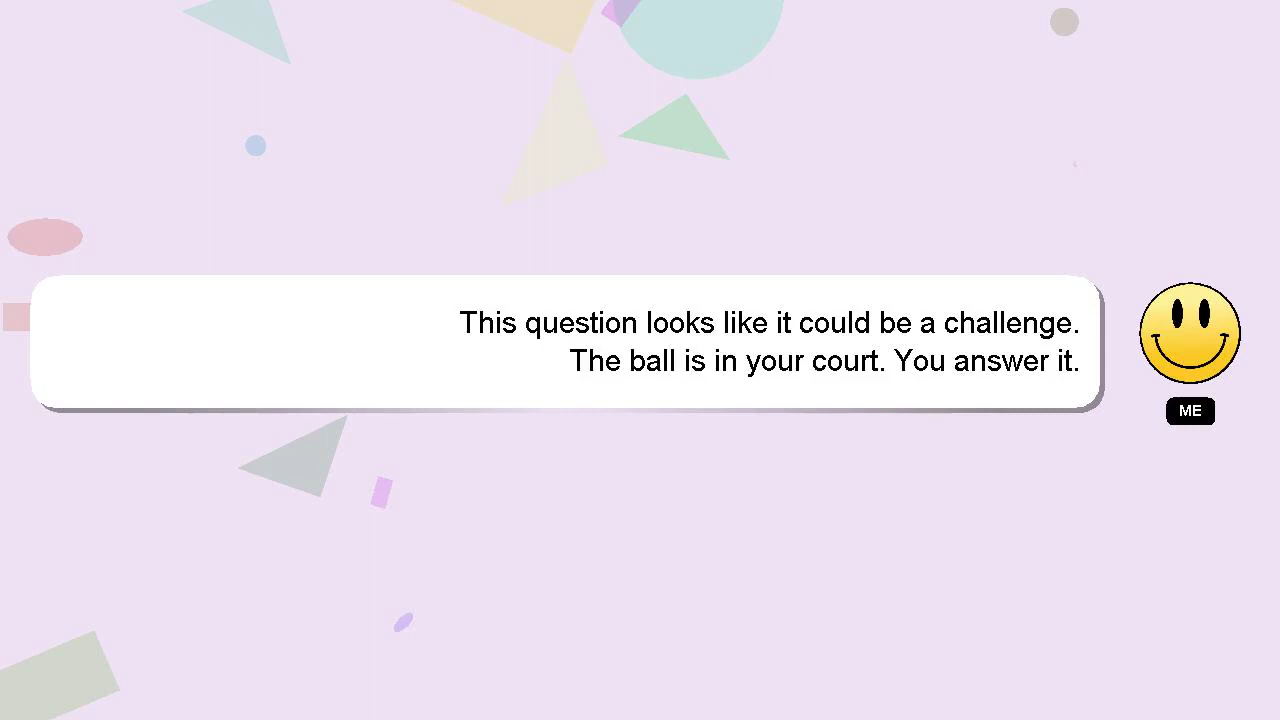 This question looks like it could be a challenge.
The ball is in your court. You answer it.
ME